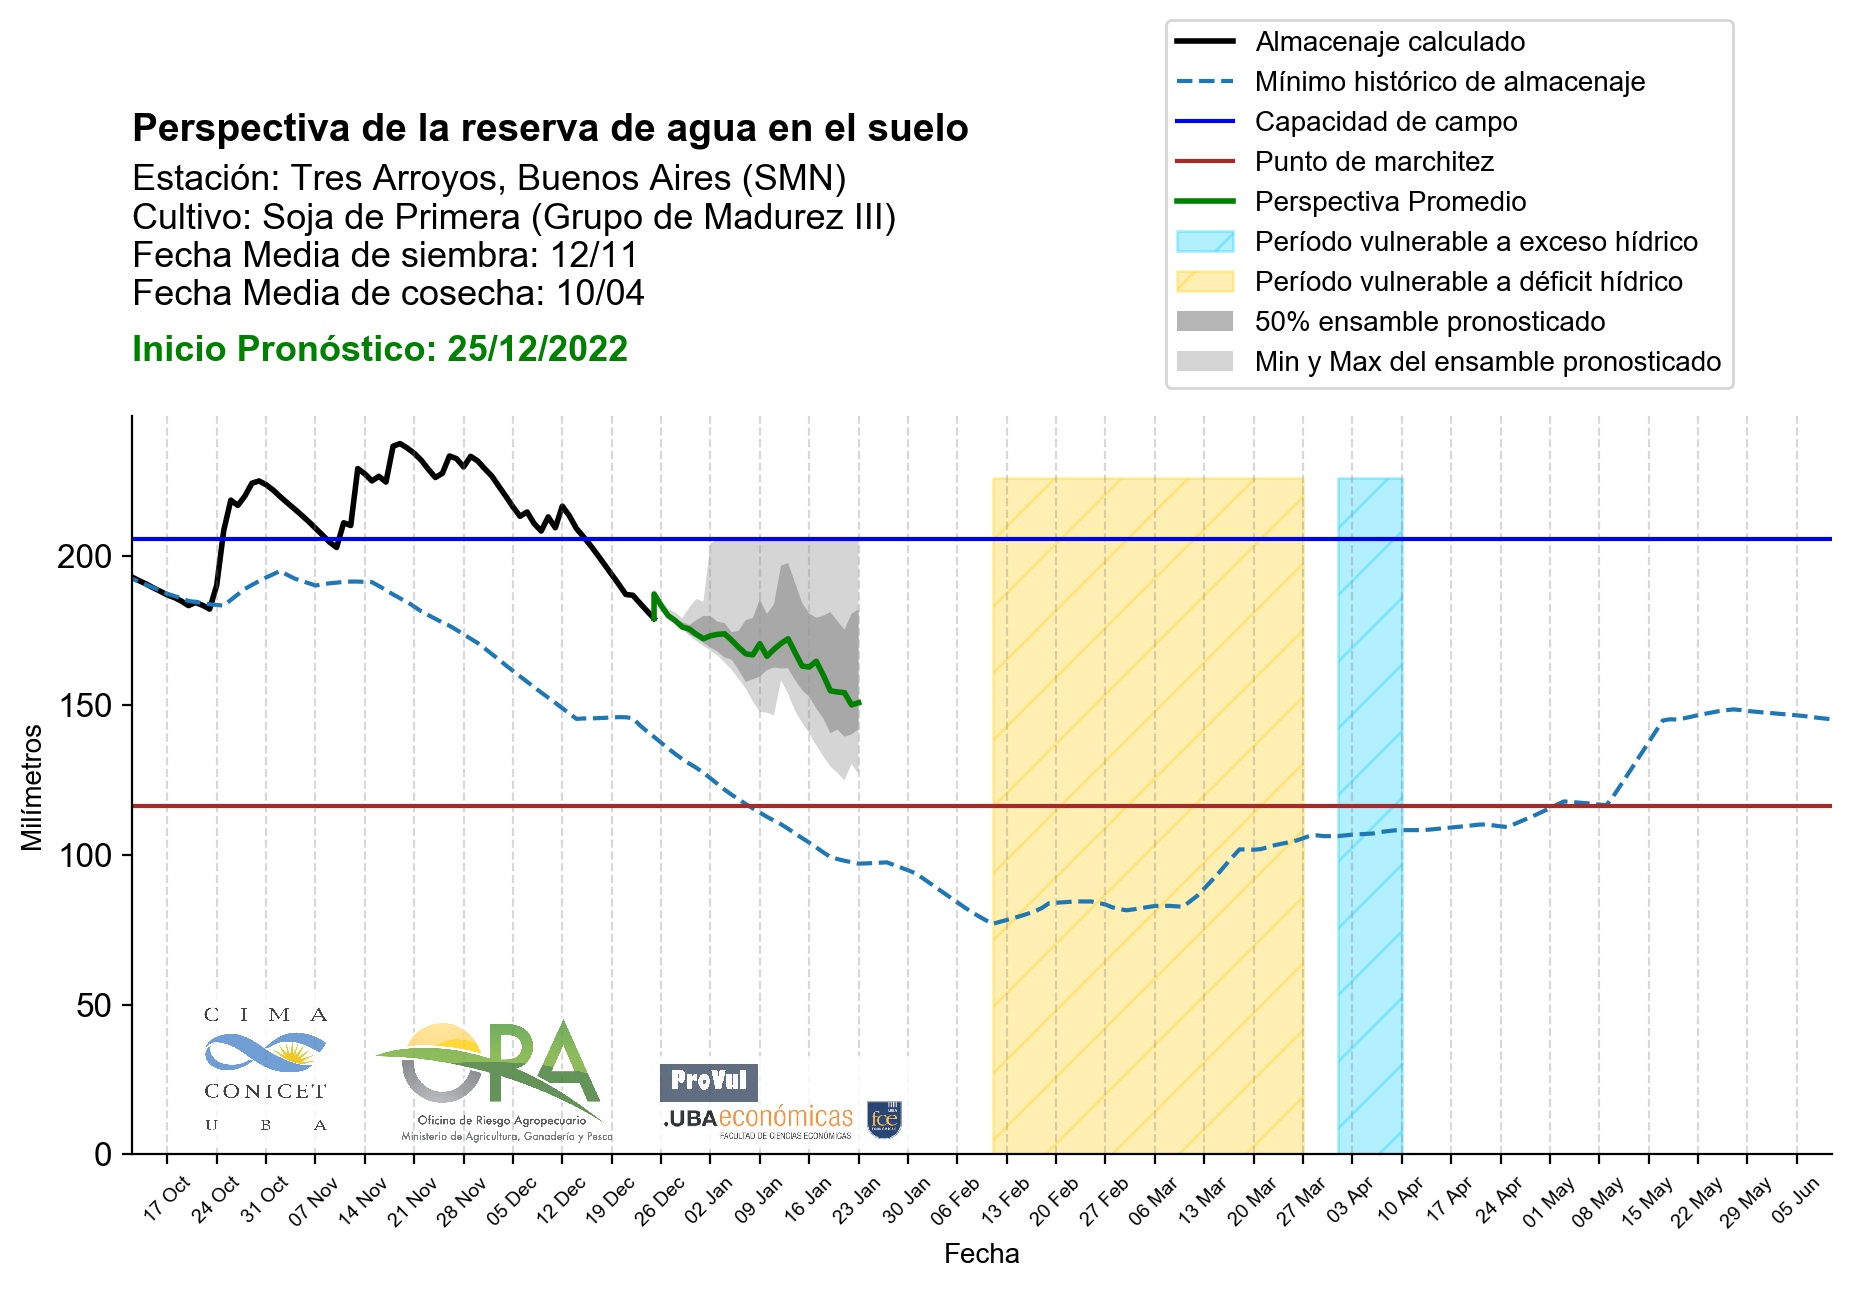 Almacenaje calculado
Mínimo histórico de almacenaje
Capacidad de campo
Punto de marchitez
Perspectiva Promedio
Período vulnerable a exceso hídrico
Período vulnerable a déficit hídrico
50% ensamble pronosticado
Min y Max del ensamble pronosticado
Perspectiva de la reserva de agua en el suelo
Estación: Tres Arroyos, Buenos Aires (SMN)
Cultivo: Soja de Primera (Grupo de Madurez III)
Fecha Media de siembra: 12/11
Fecha Media de cosecha: 10/04
Inicio Pronóstico: 25/12/2022
Milímetros
200
150
100
50
0
CIMA
CONICET
UBA
ORA
Oficina de Riesgo Agropecuario
Ministerio de Agricultura, Ganadería y Pesca
ProVul
.UBAeconómicas
FACULTAD DE CIENCIAS ECONÓMICAS
UBA
fce
17 Oct 24 Oct 31 Oct 07 Nov 14 Nov 21 Nov 28 Nov 05 Dec 12 Dec 19 Dec 26 Dec 02 Jan 09 Jan 16 Jan 23 Jan 30 Jan 06 Feb 13 Feb 20 Feb 27 Feb 06 Mar 13 Mar 20 Mar 27 Mar 03 Apr 10 Apr 17 Apr 24 Apr 01 May 08 May 15 May 22 May 29 May 05 Jun
Fecha